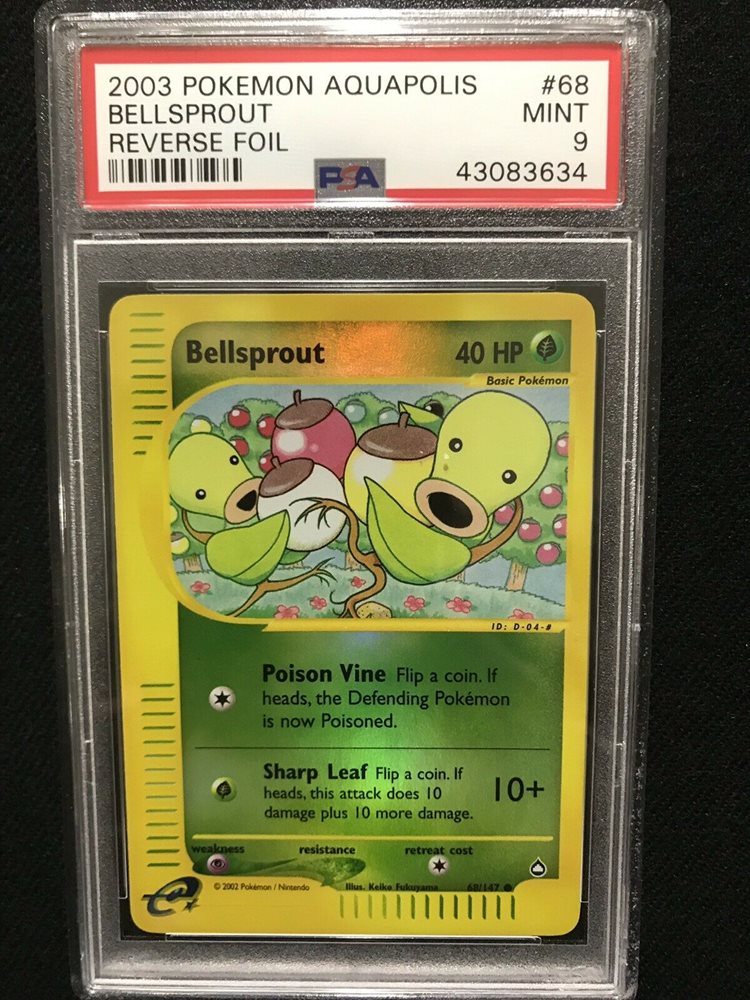 2003 POKEMON AQUAPOLIS #68
BELLSPROUT MINT
REVERSE FOIL 9
PSA 43083634
Bellsprout 40 HP
Basic Pokémon
ID: D-04-#
Poison Vine Flip a coin. If
heads, the Defending Pokémon
is now Poisoned.
Sharp Leaf Flip a coin. If
heads, this attack does 10
damage plus 10 more damage.
10+
weakness resistance retreat cost
© 2002 Pokémon / Nintendo Illus. Keiko Fukuyama 68/147
e